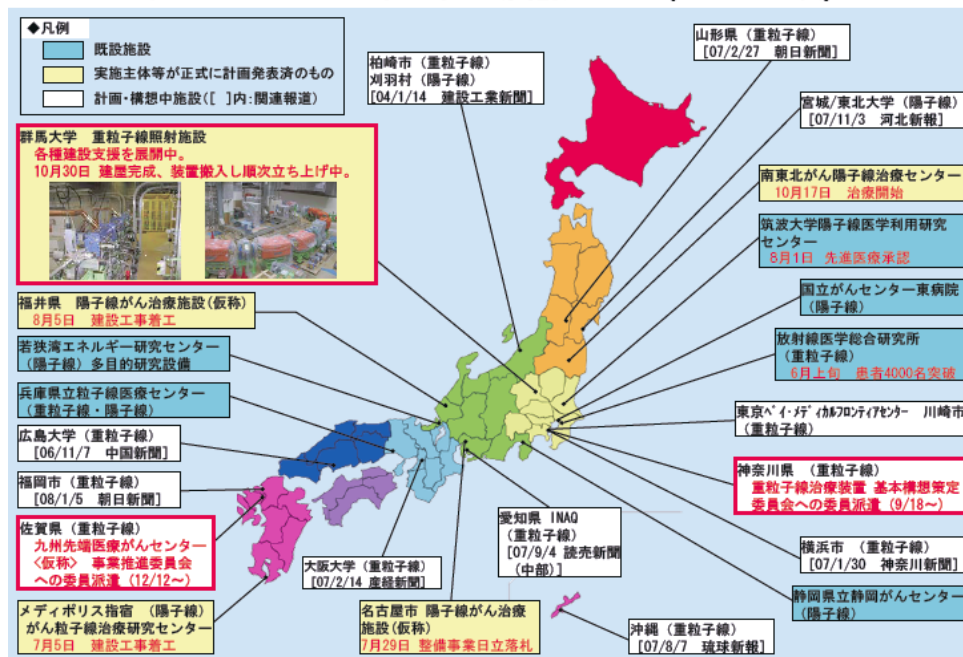 ◆凡例
既設施設
実施主体等が正式に計画発表済のもの
計画・構想中施設([ ]内:関連報道)
柏崎市(重粒子線)
刈羽村(陽子線)
[04/1/14 建設工業新聞]
山形県(重粒子線)
[07/2/27 朝日新聞]
宮城/東北大学(陽子線)
[07/11/3 河北新報]
群馬大学 重粒子線照射施設
各種建設支援を展開中。
10月30日 建屋完成、装置搬入し順次立ち上げ中。
南東北がん陽子線治療センター
10月17日 治療開始
筑波大学陽子線医学利用研究
センター
8月1日 先進医療承認
国立がんセンター東病院
(陽子線)
福井県 陽子線がん治療施設(仮称)
8月5日 建設工事着工
放射線医学総合研究所
(重粒子線)
6月上旬 患者4000名突破
若狭湾エネルギー研究センター
(陽子線)多目的研究設備
兵庫県立粒子線医療センター
(重粒子線・陽子線)
東京ベイ・メディカルフロンティアセンター 川崎市
(重粒子線)
広島大学(重粒子線)
[06/11/7 中国新聞]
神奈川県 (重粒子線)
重粒子線治療装置 基本構想策定
委員会への委員派遣 (9/18～)
福岡市(重粒子線)
[08/1/5 朝日新聞]
佐賀県(重粒子線)
九州先端医療がんセンター
<仮称> 事業推進委員会
への委員派遣(12/12～)
愛知県 INAQ
(重粒子線)
[07/9/4 読売新聞
(中部)]
横浜市(重粒子線)
[07/1/30 神奈川新聞]
大阪大学(重粒子線)
[07/2/14 産経新聞]
静岡県立静岡がんセンター
(陽子線)
メディポリス指宿 (陽子線)
がん粒子線治療研究センター
7月5日 建設工事着工
名古屋市 陽子線がん治療
施設(仮称)
7月29日 整備事業日立落札
沖縄(重粒子線)
[07/8/7 琉球新報]